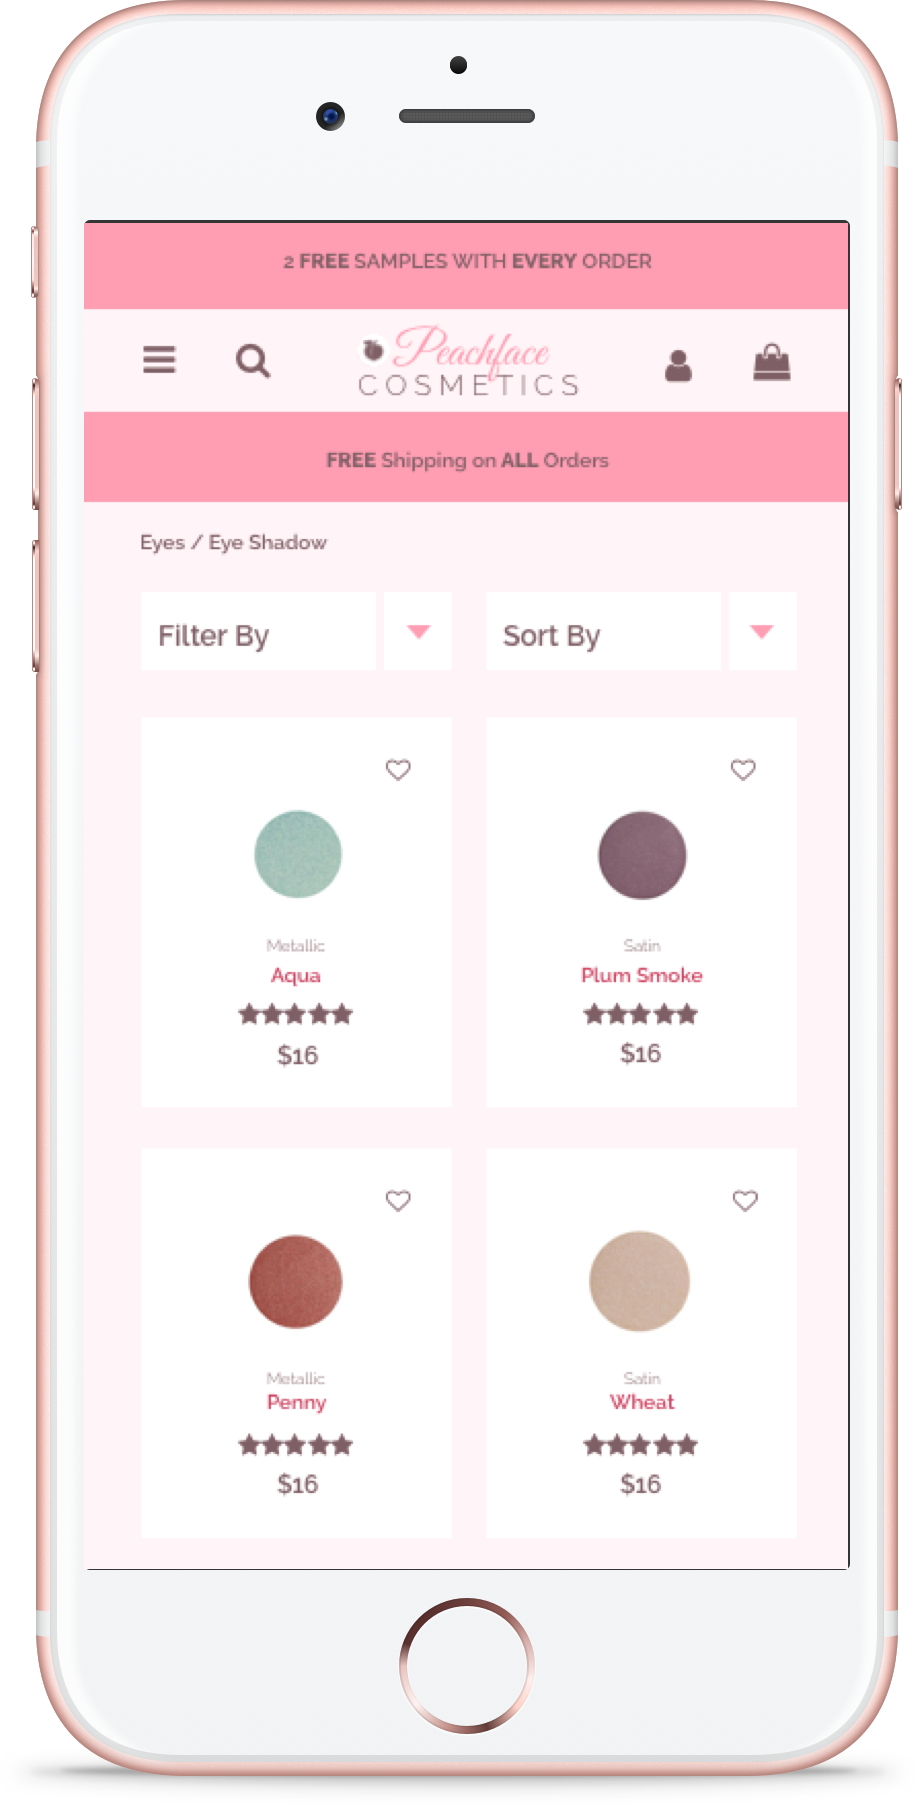 2 FREE SAMPLES WITH EVERY ORDER
Peachface
COSMETICS
FREE Shipping on ALL Orders
Eyes / Eye Shadow
Filter By
Sort By
Metallic
Aqua
$16
Satin
Plum Smoke
$16
Metallic
Penny
$16
Satin
Wheat
$16